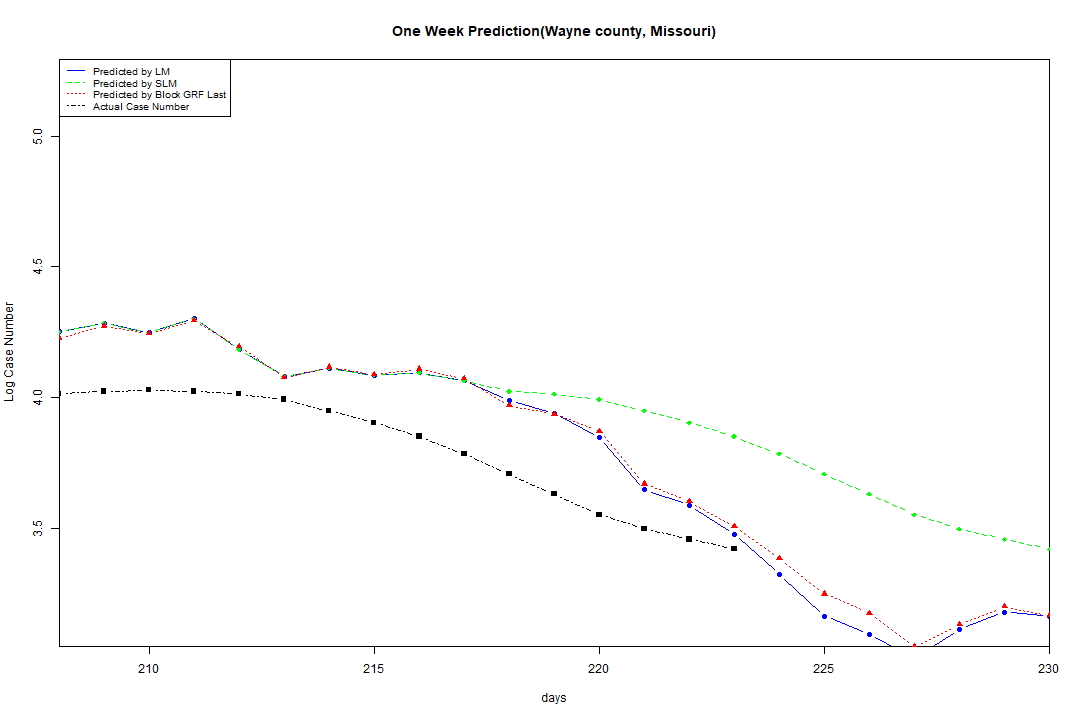 One Week Prediction(Wayne county, Missouri)
Predicted by LM
Predicted by SLM
Predicted by Block GRF Last
Actual Case Number
5.0
4.5
4.0
3.5
Log Case Number
210 215 220 225 230
days